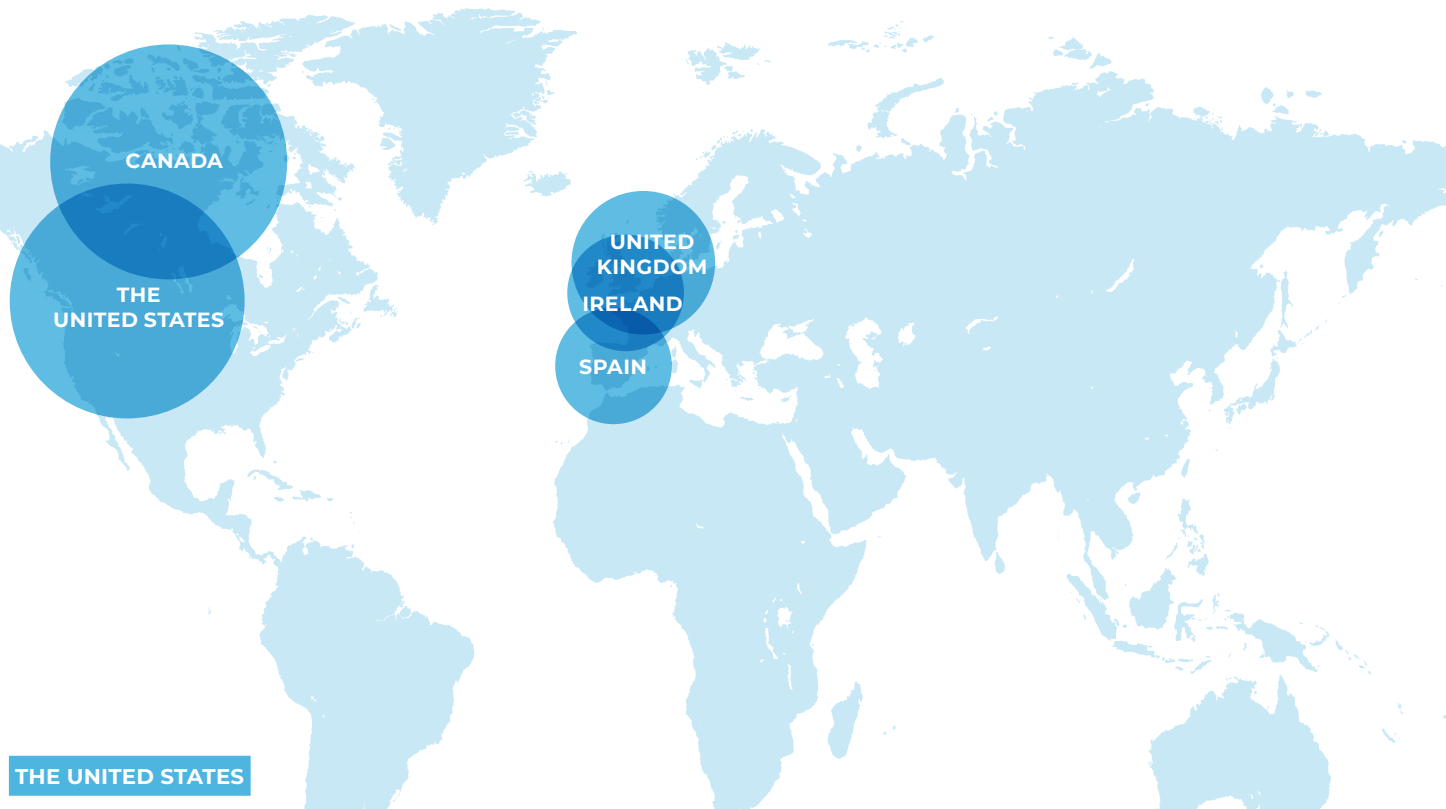 CANADA
THE
UNITED STATES
UNITED
KINGDOM
IRELAND
SPAIN
THE UNITED STATES